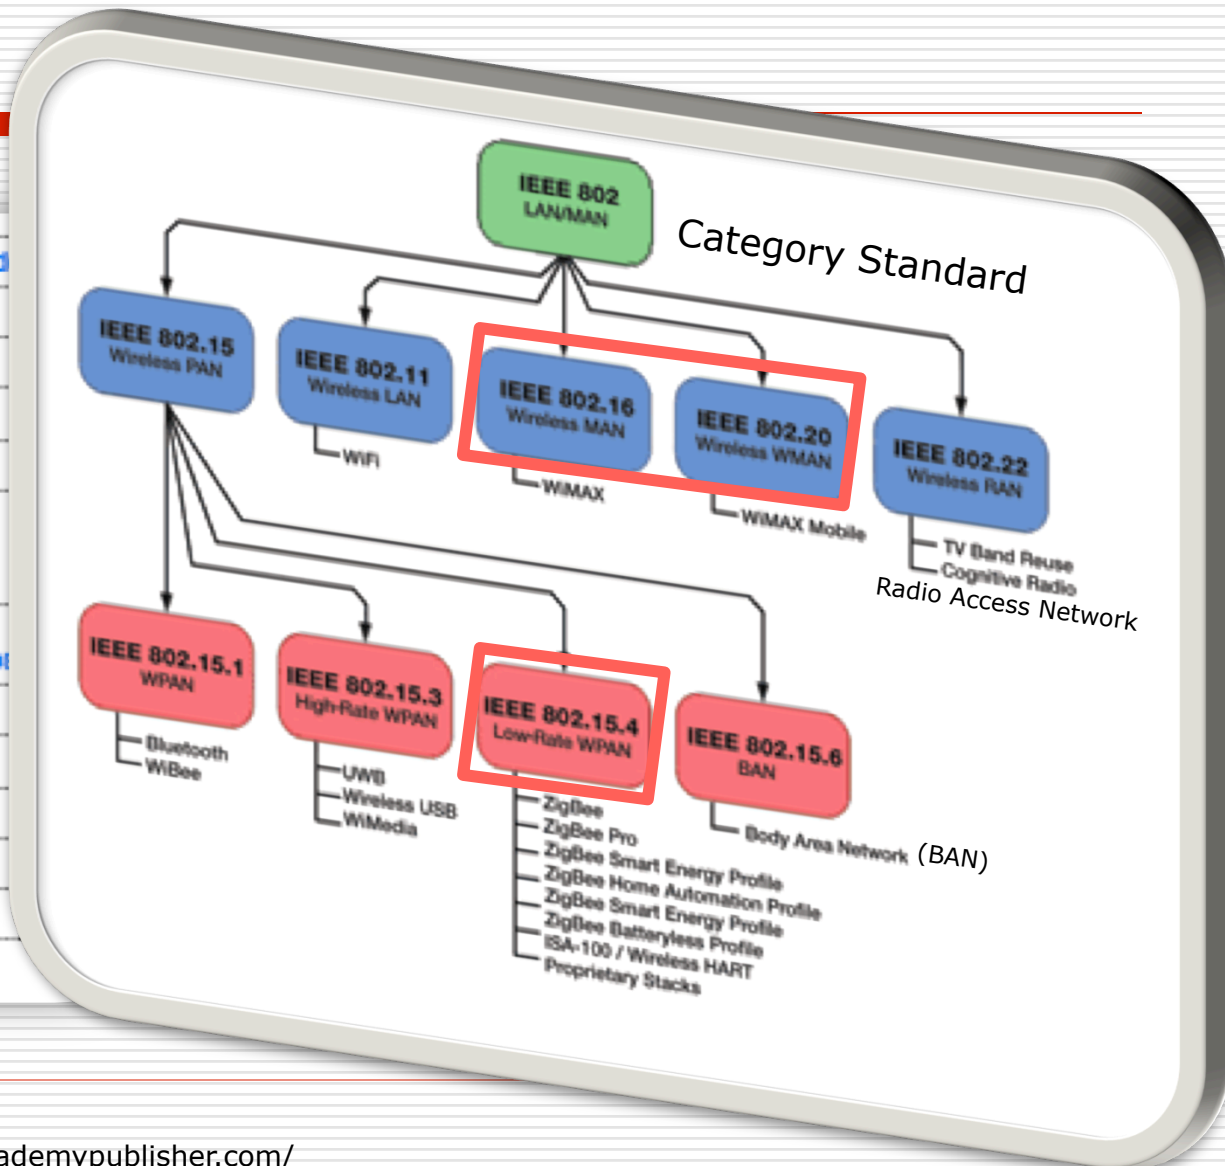 IEEE 802
LAN/MAN
Category Standard
IEEE 802.15
Wireless PAN
IEEE 802.11
Wireless LAN
WiFi
IEEE 802.16
Wireless MAN
WiMAX
IEEE 802.20
Wireless WMAN
WiMAX Mobile
IEEE 802.22
Wireless RAN
TV Band Reuse
Cognitive Radio
Radio Access Network
IEEE 802.15.1
WPAN
Bluetooth
WiBee
IEEE 802.15.3
High-Rate WPAN
UWB
Wireless USB
WiMedia
IEEE 802.15.4
Low-Rate WPAN
ZigBee
ZigBee Pro
ZigBee Smart Energy Profile
ZigBee Home Automation Profile
ZigBee Smart Energy Profile
ZigBee Batteryless Profile
ISA-100 / Wireless HART
Proprietary Stacks
IEEE 802.15.6
BAN
Body Area Network (BAN)
ademypublisher.com/